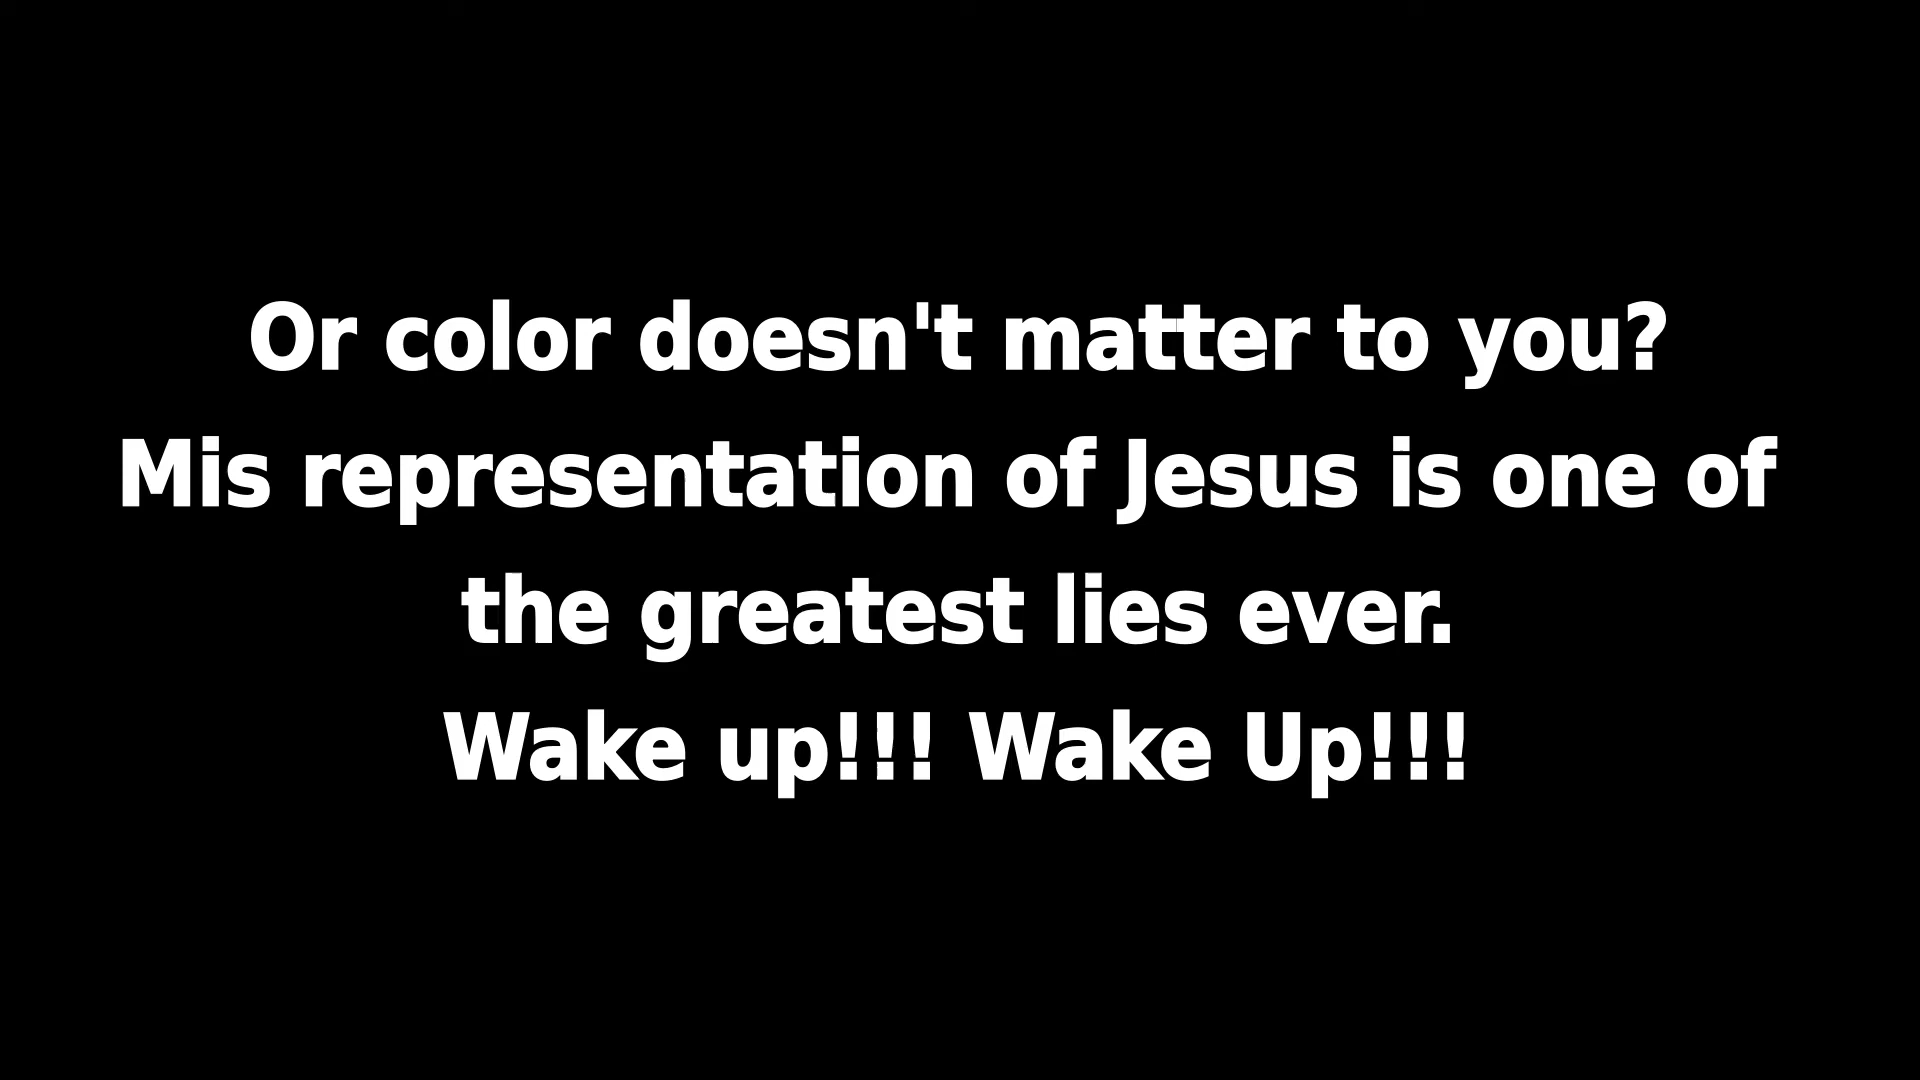 Or color doesn't matter to you?
Mis representation of Jesus is one of
the greatest lies ever.
Wake up!!! Wake Up!!!